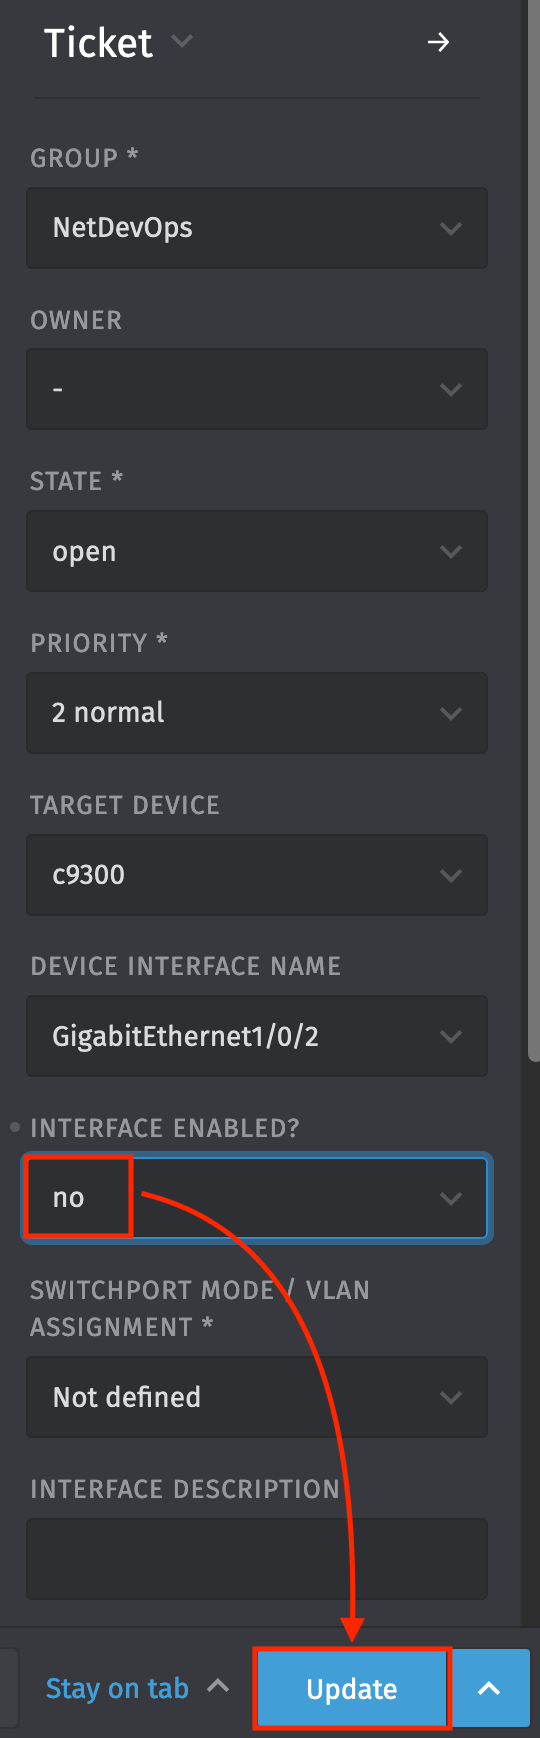 Ticket
GROUP *
NetDevOps
OWNER
-
STATE *
open
PRIORITY *
2 normal
TARGET DEVICE
c9300
DEVICE INTERFACE NAME
GigabitEthernet1/0/2
INTERFACE ENABLED?
no
SWITCHPORT MODE / VLAN
ASSIGNMENT *
Not defined
INTERFACE DESCRIPTION
Stay on tab
Update